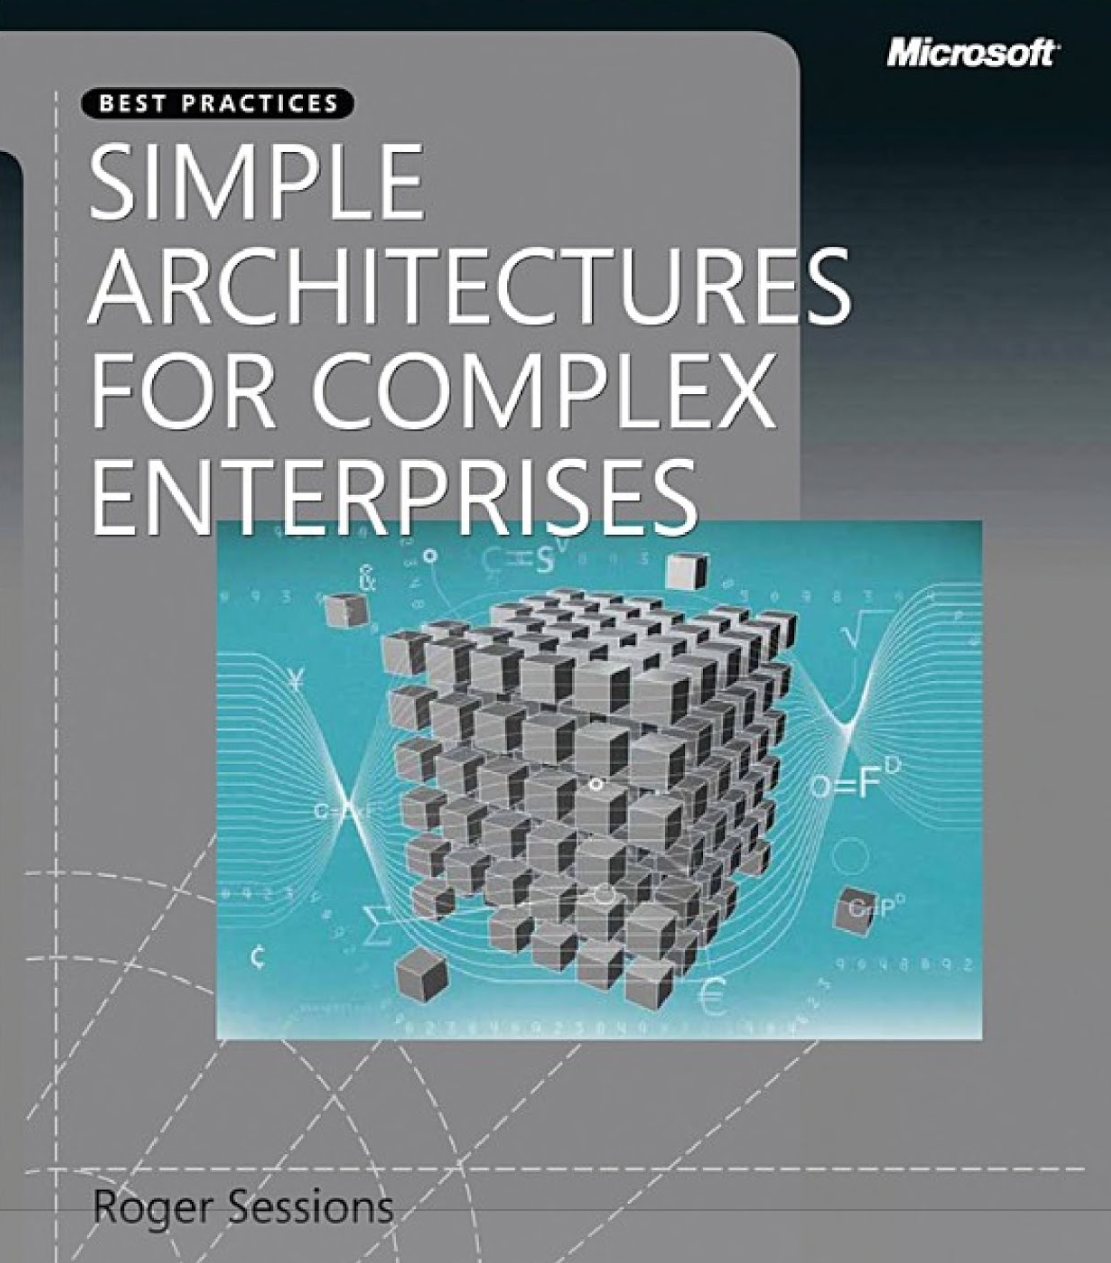 Microsoft
BEST PRACTICES
SIMPLE
ARCHITECTURES
FOR COMPLEX
ENTERPRISES
&
¥
√
o=F^D
Σ
¢
€
Roger Sessions